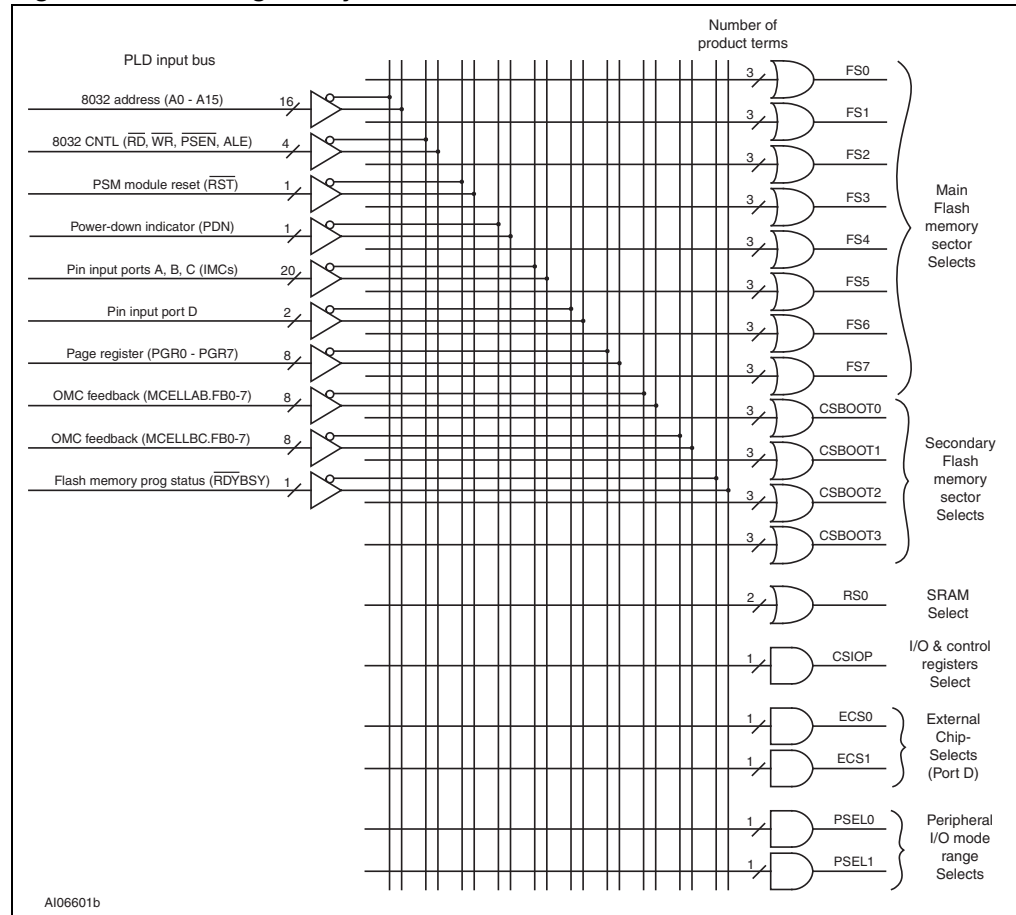 Number of
product terms
PLD input bus
8032 address (A0 - A15) 16
8032 CNTL (RD, WR, PSEN, ALE) 4
PSM module reset (RST) 1
Power-down indicator (PDN) 1
Pin input ports A, B, C (IMCs) 20
Pin input port D 2
Page register (PGR0 - PGR7) 8
OMC feedback (MCELLAB.FB0-7) 8
OMC feedback (MCELLBC.FB0-7) 8
Flash memory prog status (RDYBSY) 1
3 FS0
3 FS1
3 FS2
3 FS3
3 FS4
3 FS5
3 FS6
3 FS7
Main
Flash
memory
sector
Selects
3 CSBOOT0
3 CSBOOT1
3 CSBOOT2
3 CSBOOT3
Secondary
Flash
memory
sector
Selects
2 RS0
SRAM
Select
1 CSIOP
I/O & control
registers
Select
1 ECS0
1 ECS1
External
Chip-
Selects
(Port D)
1 PSEL0
1 PSEL1
Peripheral
I/O mode
range
Selects
AI06601b